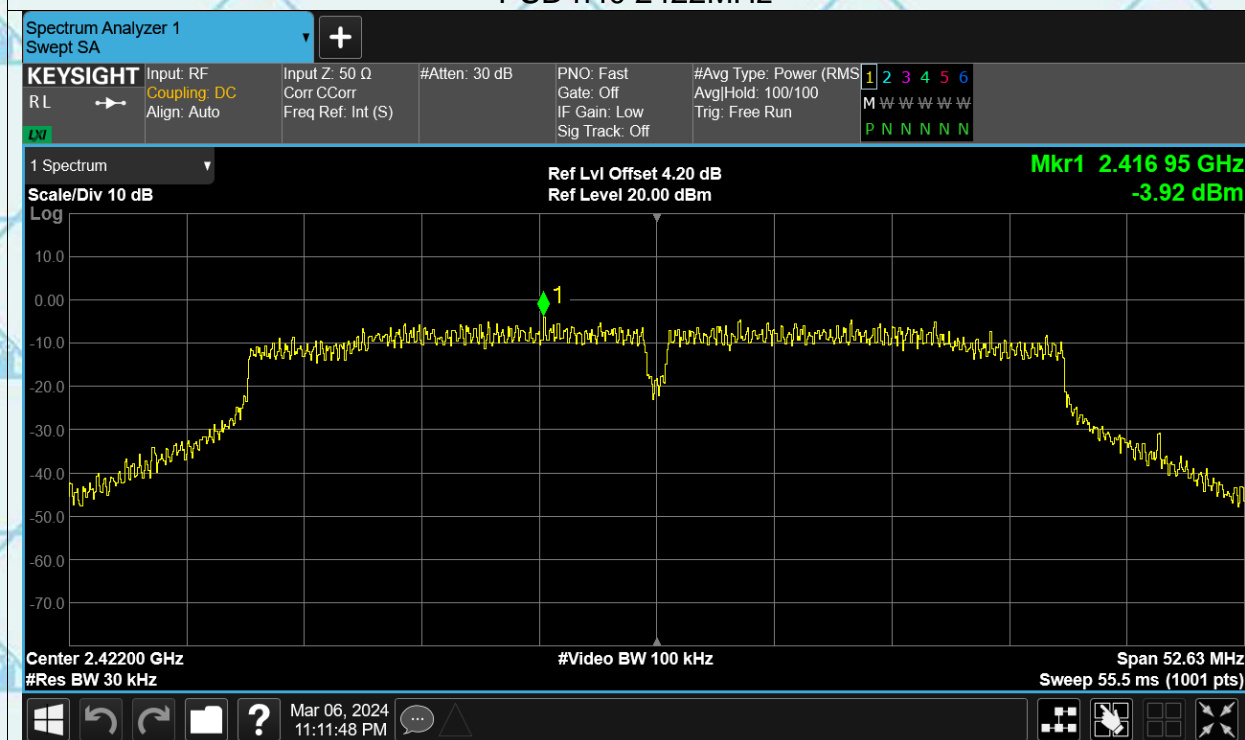 Spectrum Analyzer 1
Swept SA
+
KEYSIGHT
RL
LXI
Input: RF
Coupling: DC
Align: Auto
Input Z: 50 Ω
Corr CCorr
Freq Ref: Int (S)
#Atten: 30 dB
PNO: Fast
Gate: Off
IF Gain: Low
Sig Track: Off
#Avg Type: Power (RMS
Avg|Hold: 100/100
Trig: Free Run
1 2 3 4 5 6
M W W W W W
P N N N N N
1 Spectrum
Scale/Div 10 dB
Log
Ref Lvl Offset 4.20 dB
Ref Level 20.00 dBm
Mkr1 2.416 95 GHz
-3.92 dBm
1
10.0
0.00
-10.0
-20.0
-30.0
-40.0
-50.0
-60.0
-70.0
Center 2.42200 GHz
#Res BW 30 kHz
#Video BW 100 kHz
Span 52.63 MHz
Sweep 55.5 ms (1001 pts)
?
Mar 06, 2024
11:11:48 PM